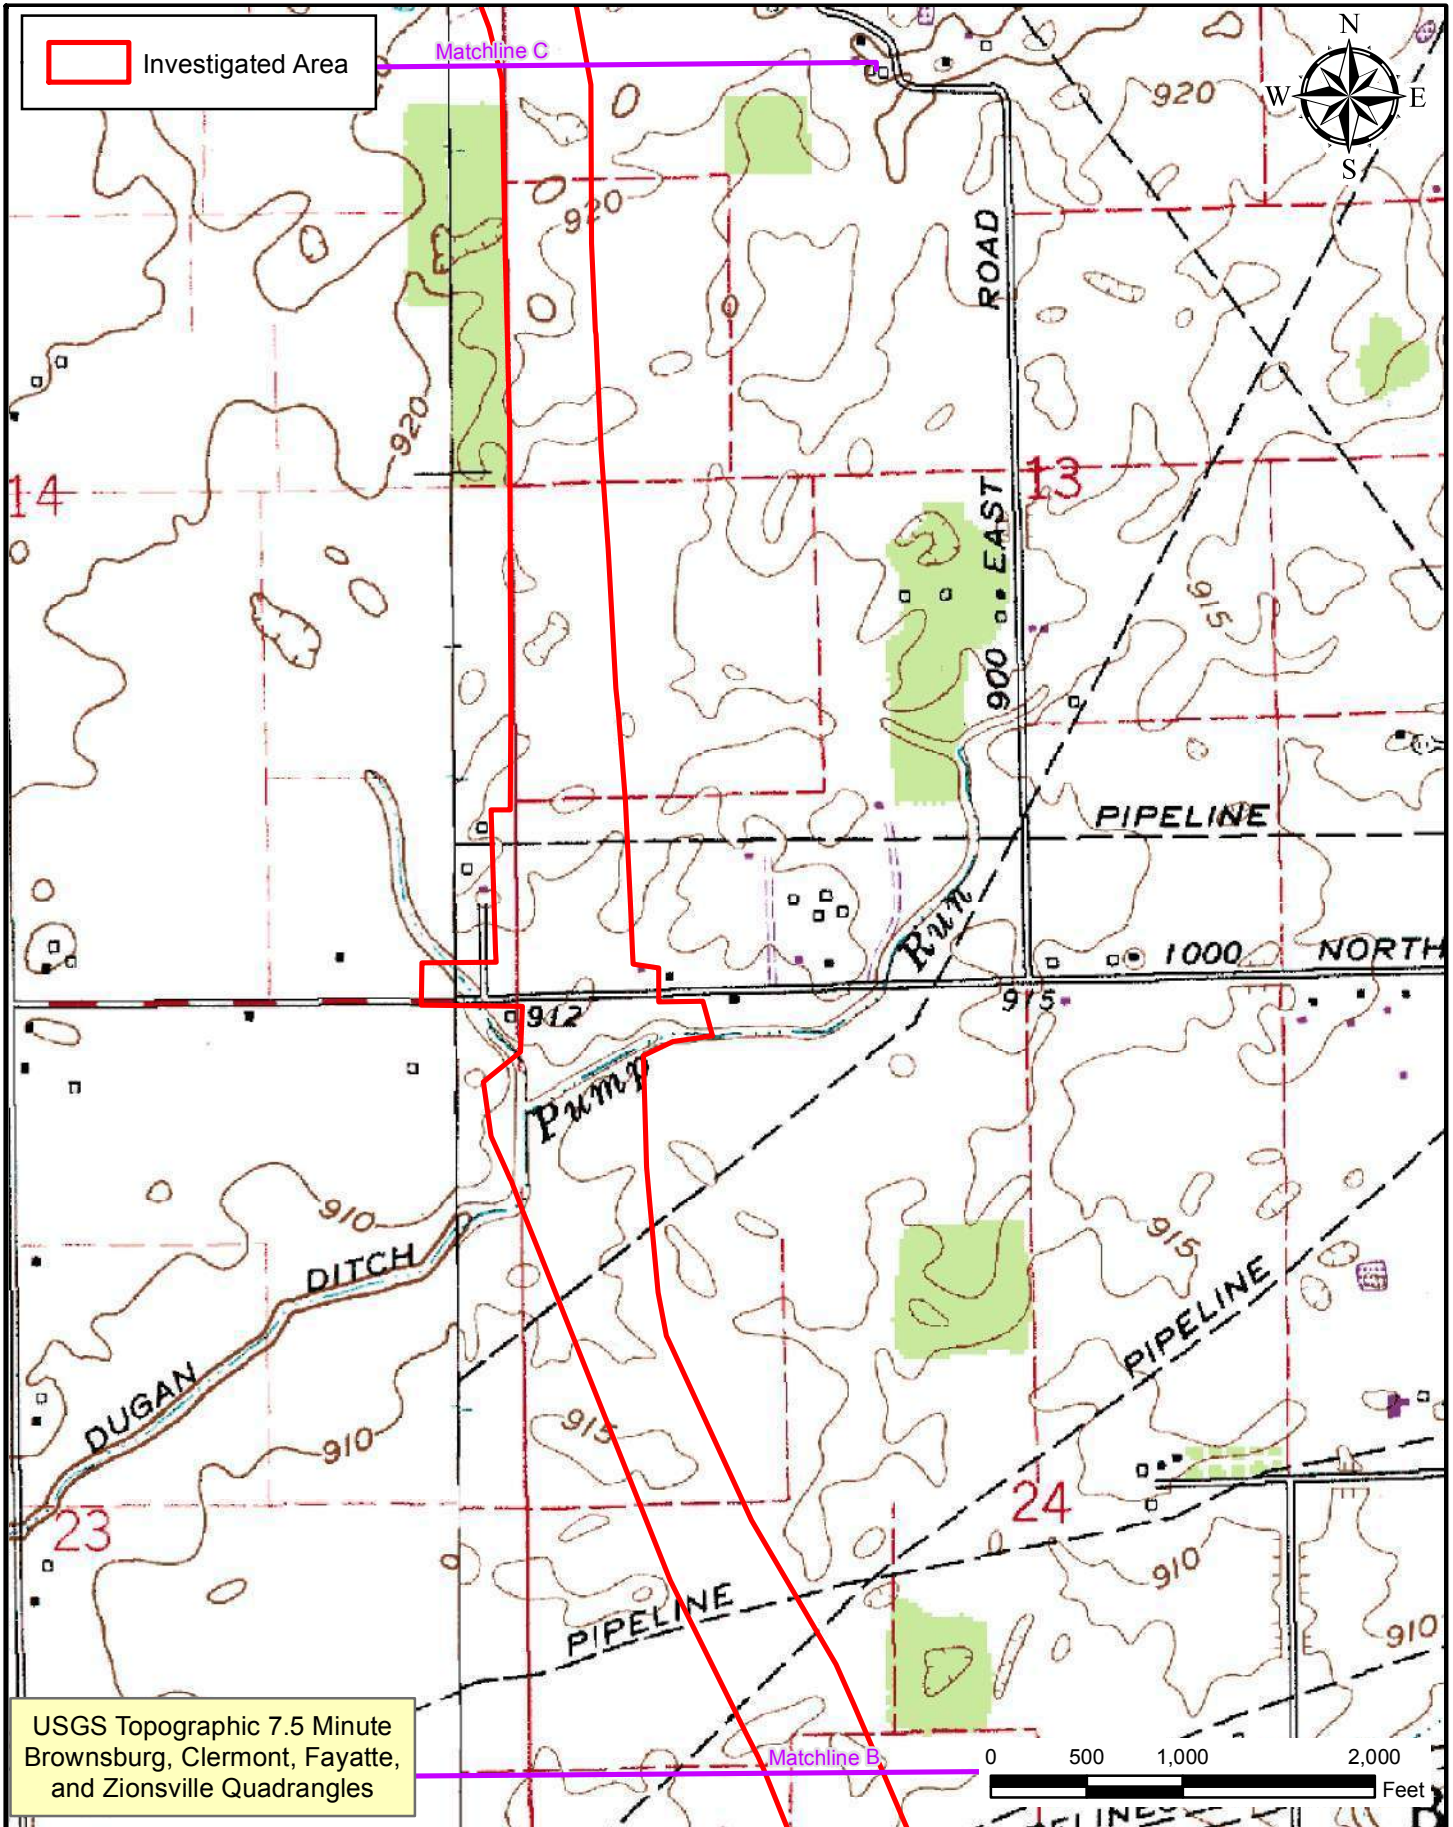 Investigated Area
Matchline C
N
W E
S
920
920
ROAD
920
14
13
EAST
915
900
PIPELINE
Run
1000 NORTH
915
912
Pump
910
915
DITCH
PIPELINE
DUGAN
915
910
24
23
910
PIPELINE
910
USGS Topographic 7.5 Minute
Brownsburg, Clermont, Fayatte,
and Zionsville Quadrangles
Matchline B
0 500 1,000 2,000
Feet